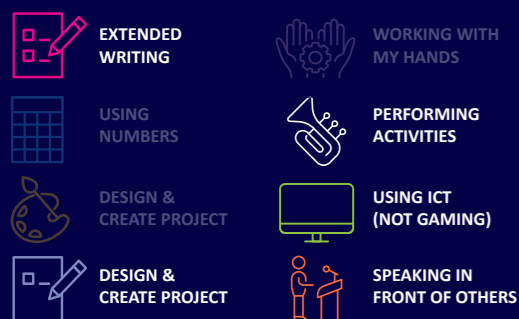 EXTENDED
WRITING
WORKING WITH
MY HANDS
USING
NUMBERS
PERFORMING
ACTIVITIES
DESIGN &
CREATE PROJECT
USING ICT
(NOT GAMING)
DESIGN &
CREATE PROJECT
SPEAKING IN
FRONT OF OTHERS